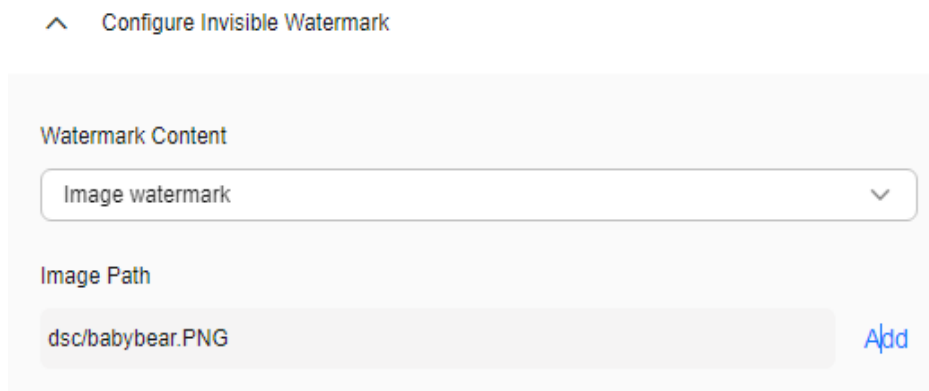 Configure Invisible Watermark
Watermark Content
Image watermark
Image Path
dsc/babybear.PNG Add